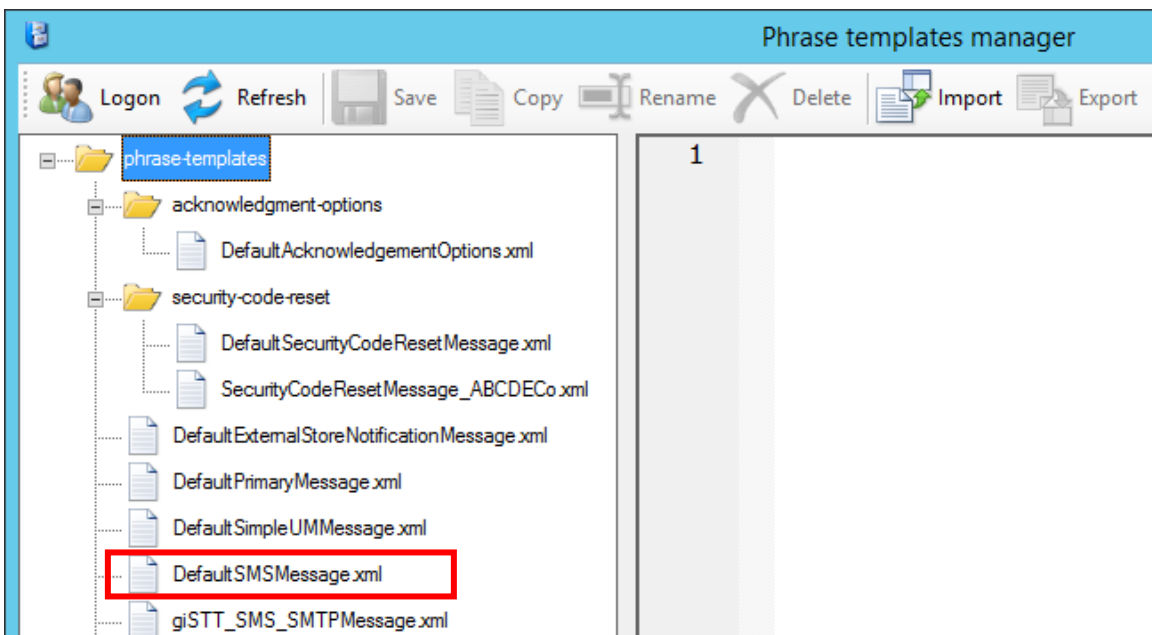 Phrase templates manager
Logon Refresh Save Copy Rename Delete Import Export
phrase-templates
1
acknowledgment-options
DefaultAcknowledgementOptions.xml
security-code-reset
DefaultSecurityCodeResetMessage.xml
SecurityCodeResetMessage_ABCDECo.xml
DefaultExternalStoreNotificationMessage.xml
DefaultPrimaryMessage.xml
DefaultSimpleUMMessage.xml
DefaultSMSMessage.xml
giSTT_SMS_SMTPMessage.xml